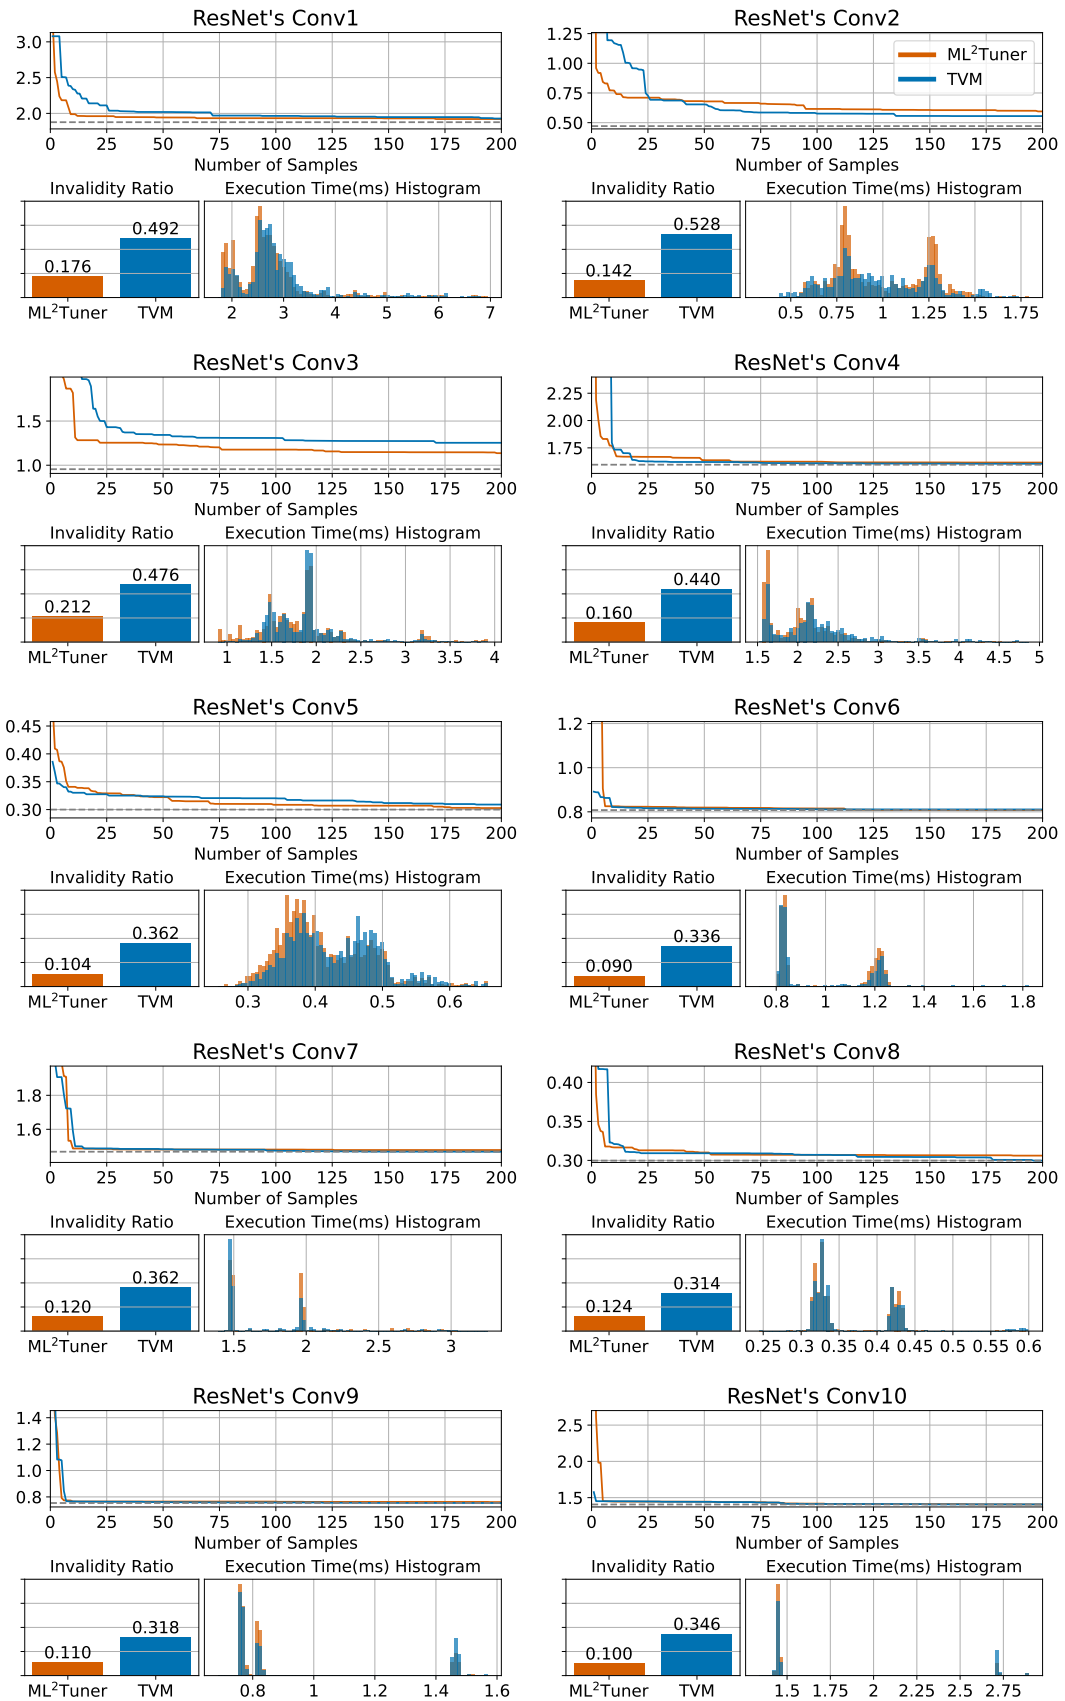 ResNet's Conv1
3.0
2.5
2.0
0 25 50 75 100 125 150 175 200
Number of Samples
Invalidity Ratio
0.176
0.492
ML²Tuner TVM
Execution Time(ms) Histogram
2 3 4 5 6 7
ResNet's Conv2
1.25
1.00
0.75
0.50
ML²Tuner
TVM
0 25 50 75 100 125 150 175 200
Number of Samples
Invalidity Ratio
0.142
0.528
ML²Tuner TVM
Execution Time(ms) Histogram
0.5 0.75 1 1.25 1.5 1.75
ResNet's Conv3
1.5
1.0
0 25 50 75 100 125 150 175 200
Number of Samples
Invalidity Ratio
0.212
0.476
ML²Tuner TVM
Execution Time(ms) Histogram
1 1.5 2 2.5 3 3.5 4
ResNet's Conv4
2.25
2.00
1.75
0 25 50 75 100 125 150 175 200
Number of Samples
Invalidity Ratio
0.160
0.440
ML²Tuner TVM
Execution Time(ms) Histogram
1.5 2 2.5 3 3.5 4 4.5 5
ResNet's Conv5
0.45
0.40
0.35
0.30
0 25 50 75 100 125 150 175 200
Number of Samples
Invalidity Ratio
0.104
0.362
ML²Tuner TVM
Execution Time(ms) Histogram
0.3 0.4 0.5 0.6
ResNet's Conv6
1.2
1.0
0.8
0 25 50 75 100 125 150 175 200
Number of Samples
Invalidity Ratio
0.090
0.336
ML²Tuner TVM
Execution Time(ms) Histogram
0.8 1 1.2 1.4 1.6 1.8
ResNet's Conv7
1.8
1.6
0 25 50 75 100 125 150 175 200
Number of Samples
Invalidity Ratio
0.120
0.362
ML²Tuner TVM
Execution Time(ms) Histogram
1.5 2 2.5 3
ResNet's Conv8
0.40
0.35
0.30
0 25 50 75 100 125 150 175 200
Number of Samples
Invalidity Ratio
0.124
0.314
ML²Tuner TVM
Execution Time(ms) Histogram
0.25 0.3 0.35 0.4 0.45 0.5 0.55 0.6
ResNet's Conv9
1.4
1.2
1.0
0.8
0 25 50 75 100 125 150 175 200
Number of Samples
Invalidity Ratio
0.110
0.318
ML²Tuner TVM
Execution Time(ms) Histogram
0.8 1 1.2 1.4 1.6
ResNet's Conv10
2.5
2.0
1.5
0 25 50 75 100 125 150 175 200
Number of Samples
Invalidity Ratio
0.100
0.346
ML²Tuner TVM
Execution Time(ms) Histogram
1.5 1.75 2 2.25 2.5 2.75